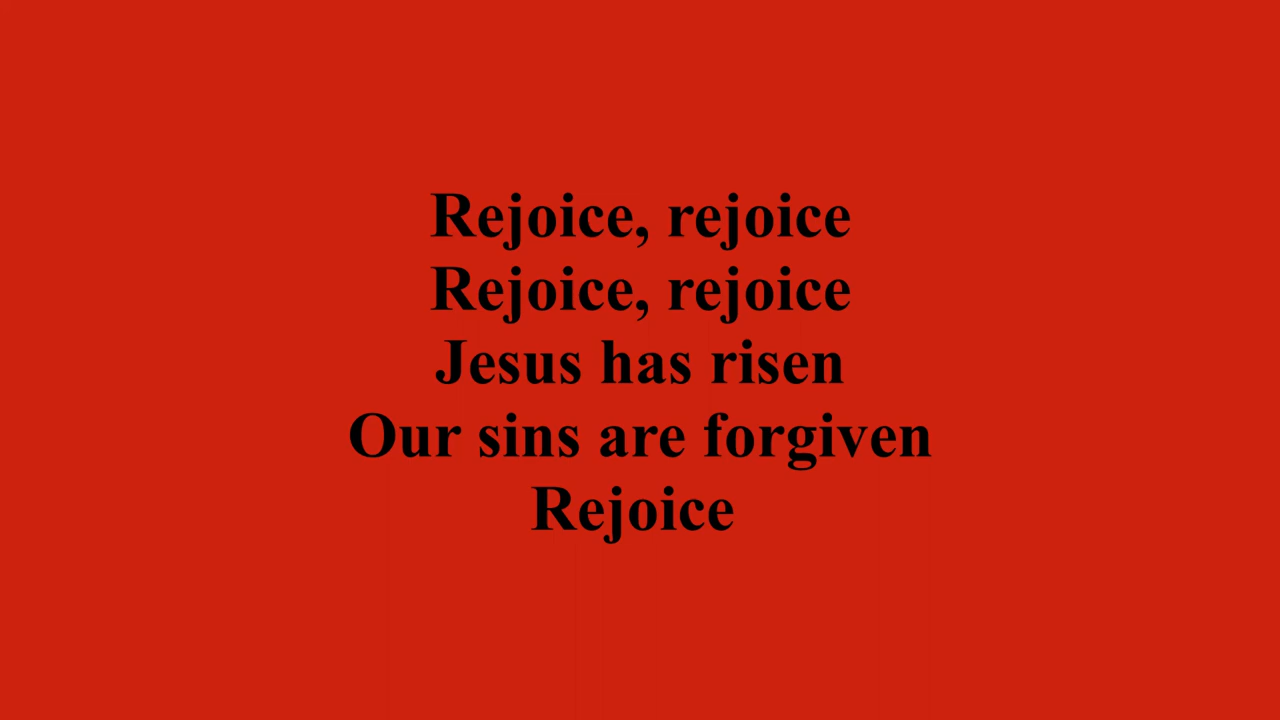 Rejoice, rejoice
Rejoice, rejoice
Jesus has risen
Our sins are forgiven
Rejoice